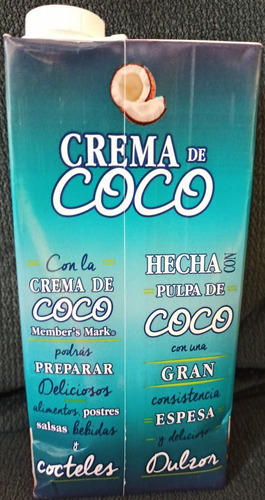 CREMA DE
COCO
Con la
CREMA DE
COCO
Member's Mark®
podrás
PREPARAR
Deliciosos
alimentos, postres
salsas bebidas
y
cocteles
HECHA CON
PULPA DE
COCO
con una
GRAN
consistencia
ESPESA
y delicioso
Dulzor